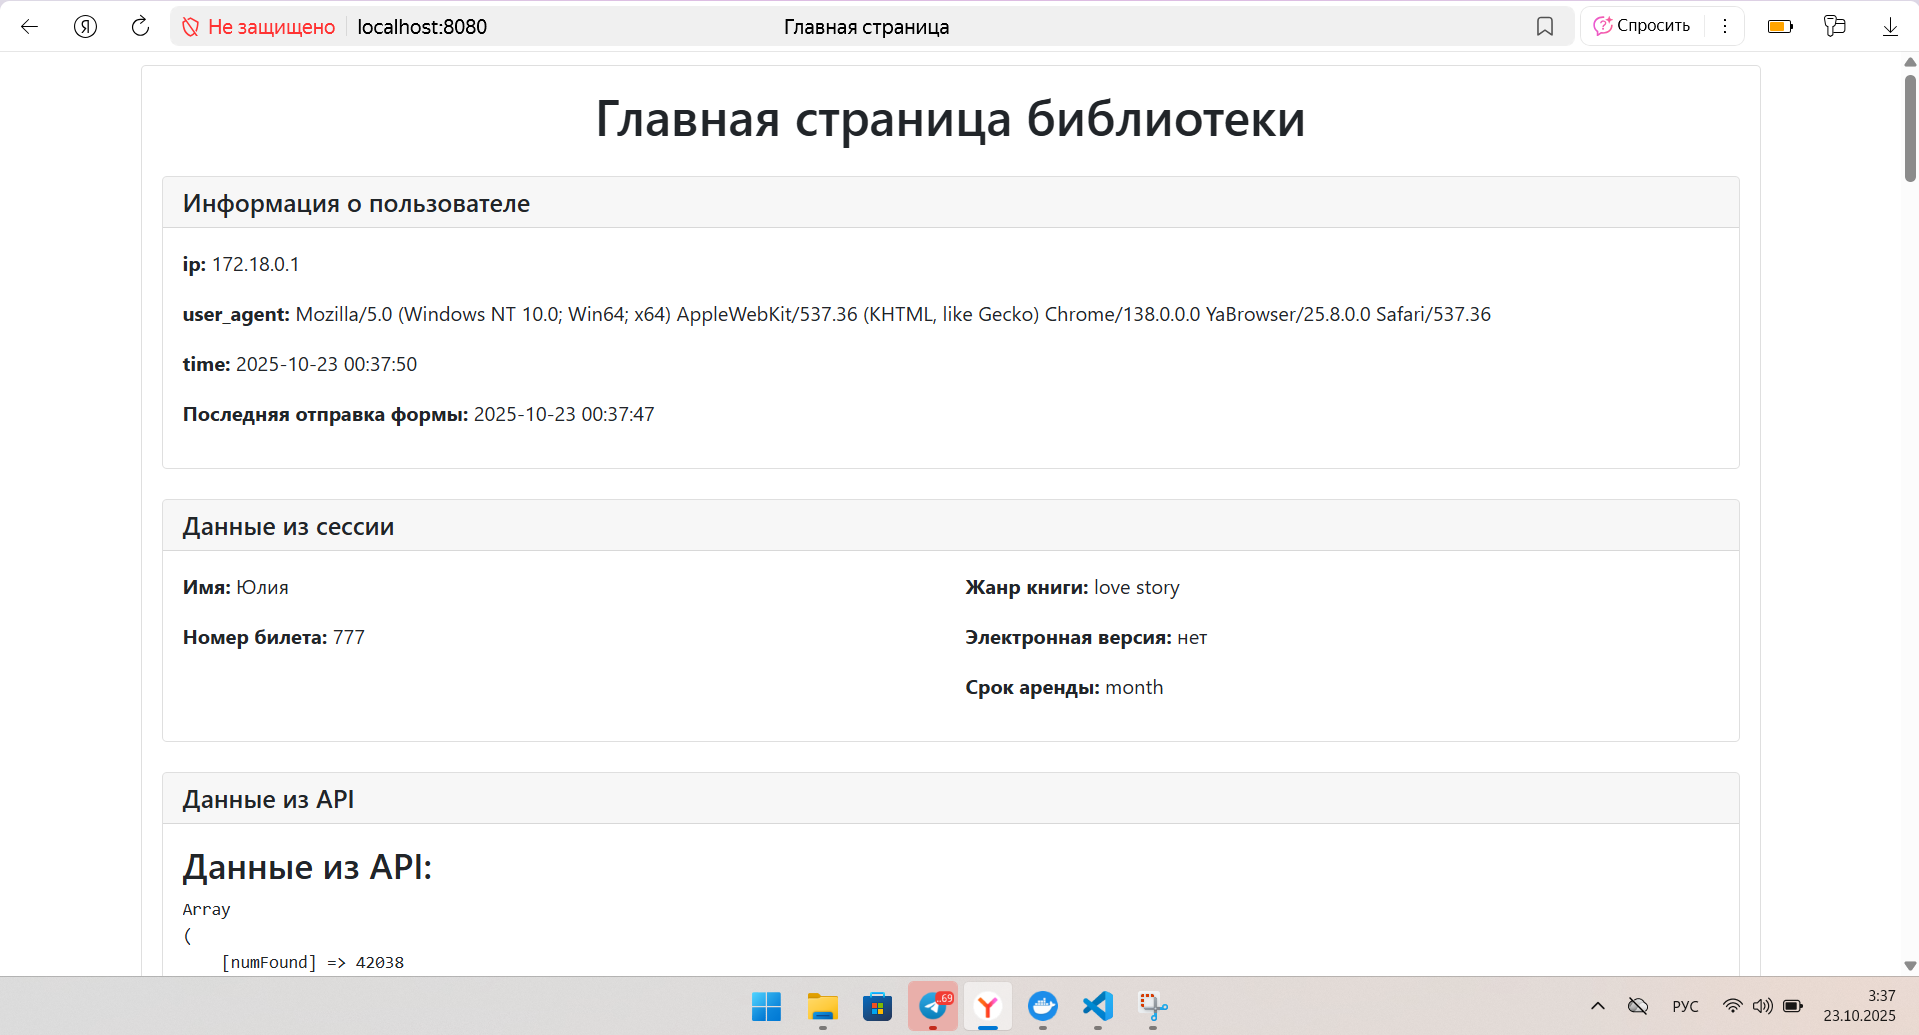 Не защищено localhost:8080 Главная страница Спросить
Главная страница библиотеки
Информация о пользователе
ip: 172.18.0.1
user_agent: Mozilla/5.0 (Windows NT 10.0; Win64; x64) AppleWebKit/537.36 (KHTML, like Gecko) Chrome/138.0.0.0 YaBrowser/25.8.0.0 Safari/537.36
time: 2025-10-23 00:37:50
Последняя отправка формы: 2025-10-23 00:37:47
Данные из сессии
Имя: Юлия
Номер билета: 777
Жанр книги: love story
Электронная версия: нет
Срок аренды: month
Данные из API
Данные из API:
Array
(
[numFound] => 42038
..69
РУС
3:37
23.10.2025